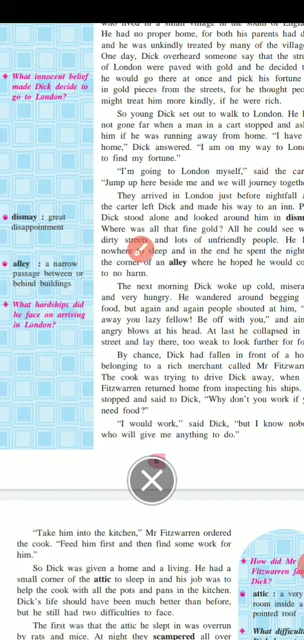 who lived in a small village in the south of Engl
He had no proper home, for both his parents had d
and he was unkindly treated by many of the villag
One day, Dick overheard someone say that the stre
of London were paved with gold and he decided t
he would go there at once and pick his fortune
in gold pieces from the streets, for he thought peo
might treat him more kindly, if he were rich.
What innocent belief
made Dick decide to
go to London?
So young Dick set out to walk to London. He l
not gone far when a man in a cart stopped and as
him if he was running away from home. "I have
home," Dick answered. "I am on my way to Lon
to find my fortune."
"I'm going to London myself," said the car
"Jump up here beside me and we will journey togethe
They arrived in London just before nightfall a
the carter left Dick and made his way to an inn. P
Dick stood alone and looked around him in dism
Where was all that fine gold? All he could see w
dirty streets and lots of unfriendly people. He l
nowhere sleep and in the end he spent the night
the corner of an alley where he hoped he would co
to no harm.
dismay : great
disappointment
alley : a narrow
passage between or
behind buildings
What hardships did
he face on arriving
in London?
The next morning Dick woke up cold, misera
and very hungry. He wandered around begging
food, but again and again people shouted at him, "
away you lazy fellow! Be off with you," and ain
angry blows at his head. At last he collapsed in
street and lay there, too weak to look further for fo
By chance, Dick had fallen in front of a ho
belonging to a rich merchant called Mr Fitzwarr
The cook was trying to drive Dick away, when
Fitzwarren returned home from inspecting his ships.
stopped and said to Dick, "Why don't you work if y
need food?"
"I would work," said Dick, "but I know nobo
who will give me anything to do."
"Take him into the kitchen," Mr Fitzwarren ordered
the cook. "Feed him first and then find some work for
him."
So Dick was given a home and a living. He had a
small corner of the attic to sleep in and his job was to
help the cook with all the pots and pans in the kitchen.
Dick's life should have been much better than before,
but he still had two difficulties to face.
The first was that the attic he slept in was overrun
by rats and mice. At night they scampered all over
How did Mr
Fitzwarren
Dick?
attic : a very
room inside a
pointed roof
What difficul